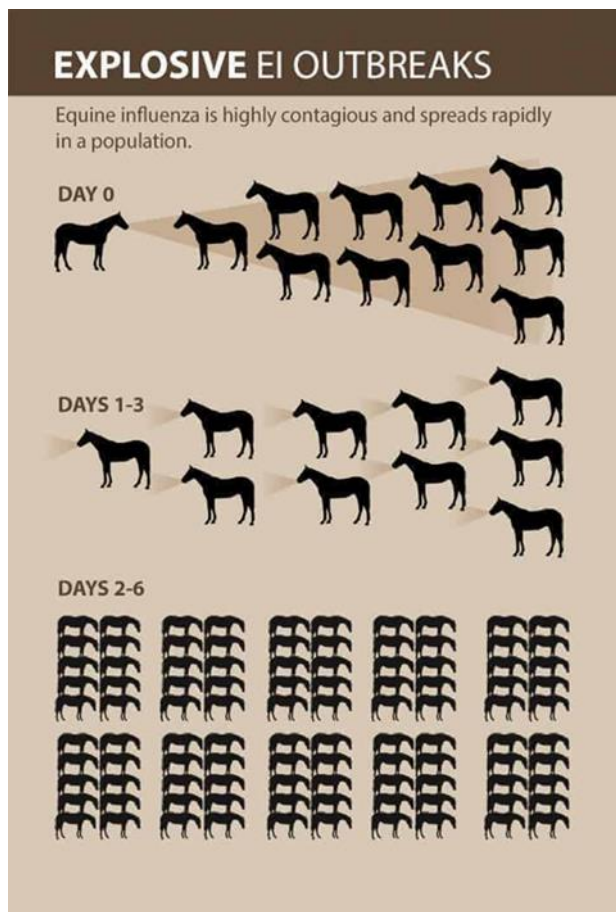 EXPLOSIVE EI OUTBREAKS
Equine influenza is highly contagious and spreads rapidly
in a population.
DAY 0
DAYS 1-3
DAYS 2-6